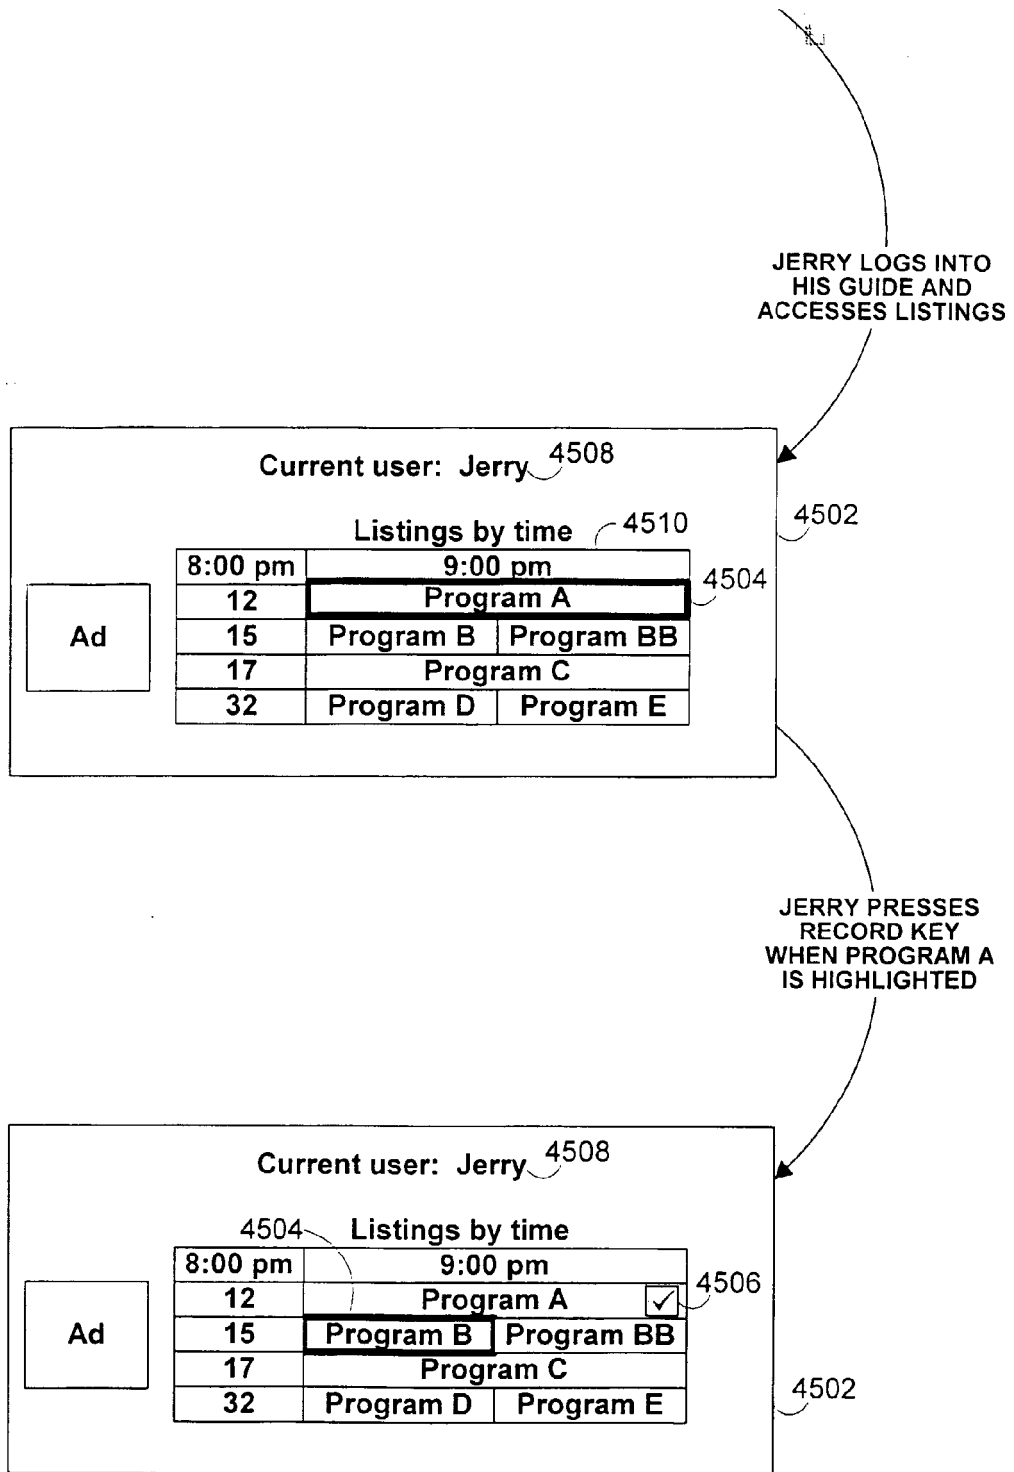 JERRY LOGS INTO
HIS GUIDE AND
ACCESSES LISTINGS
Current user: Jerry 4508
4502
Listings by time 4510
8:00 pm 9:00 pm
4504
12 Program A
Ad
15 Program B Program BB
17 Program C
32 Program D Program E
JERRY PRESSES
RECORD KEY
WHEN PROGRAM A
IS HIGHLIGHTED
Current user: Jerry 4508
4504 Listings by time
8:00 pm 9:00 pm
12 Program A ✓ 4506
Ad
15 Program B Program BB
17 Program C
32 Program D Program E
4502